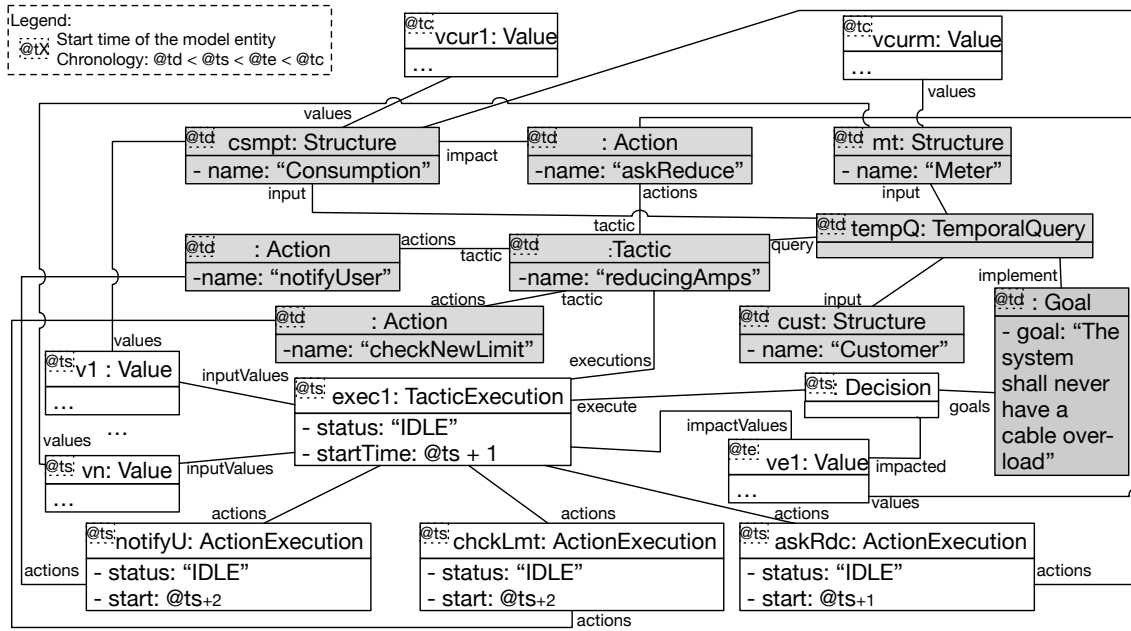 Legend:
@tX Start time of the model entity
Chronology: @td < @ts < @te < @tc
@tc vcur1: Value
...
@tc vcurm: Value
...
values
values
@td csmpt: Structure
- name: “Consumption”
impact
@td : Action
-name: “askReduce”
@td mt: Structure
- name: “Meter”
input
actions
input
tactic
@td tempQ: TemporalQuery
@td : Action
-name: “notifyUser”
actions
tactic
@td :Tactic
-name: “reducingAmps”
query
implement
actions
tactic
input
@td : Action
-name: “checkNewLimit”
@td cust: Structure
- name: “Customer”
@td : Goal
- goal: “The
system
shall never
have a
cable over-
load”
values
executions
@ts v1 : Value
...
inputValues
@ts exec1: TacticExecution
- status: “IDLE”
- startTime: @ts + 1
execute
@ts : Decision
goals
...
values
impactValues
@ts vn: Value
...
inputValues
@te ve1: Value
...
impacted
values
actions
actions
actions
@ts notifyU: ActionExecution
- status: “IDLE”
- start: @ts+2
@ts chckLmt: ActionExecution
- status: “IDLE”
- start: @ts+2
@ts askRdc: ActionExecution
- status: “IDLE”
- start: @ts+1
actions
actions
actions